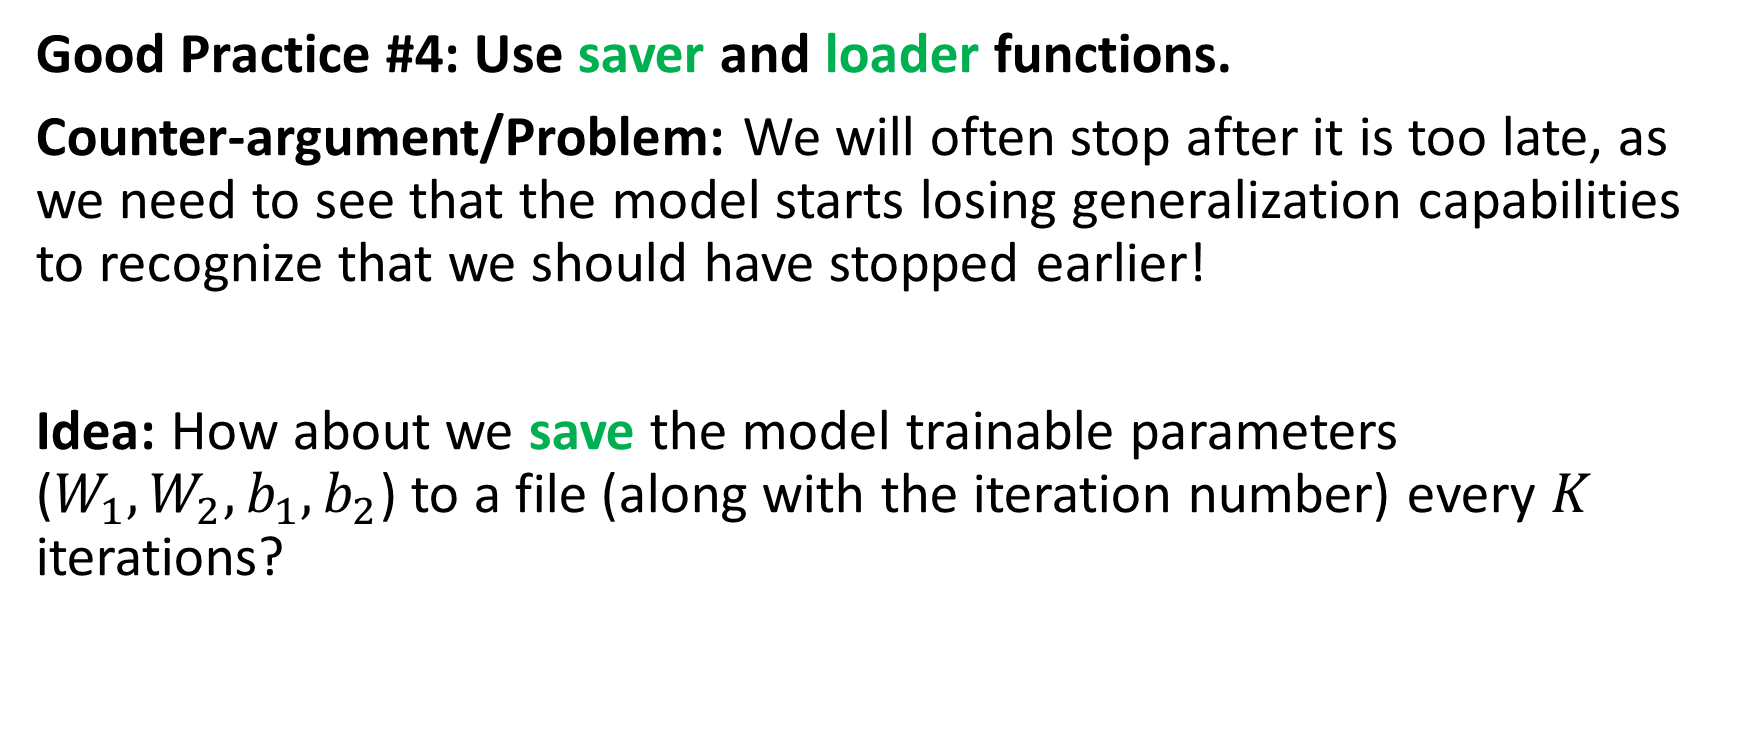 Good Practice #4: Use saver and loader functions.
Counter-argument/Problem: We will often stop after it is too late, as
we need to see that the model starts losing generalization capabilities
to recognize that we should have stopped earlier!
Idea: How about we save the model trainable parameters
(𝑊₁, 𝑊₂, 𝑏₁, 𝑏₂) to a file (along with the iteration number) every 𝐾
iterations?